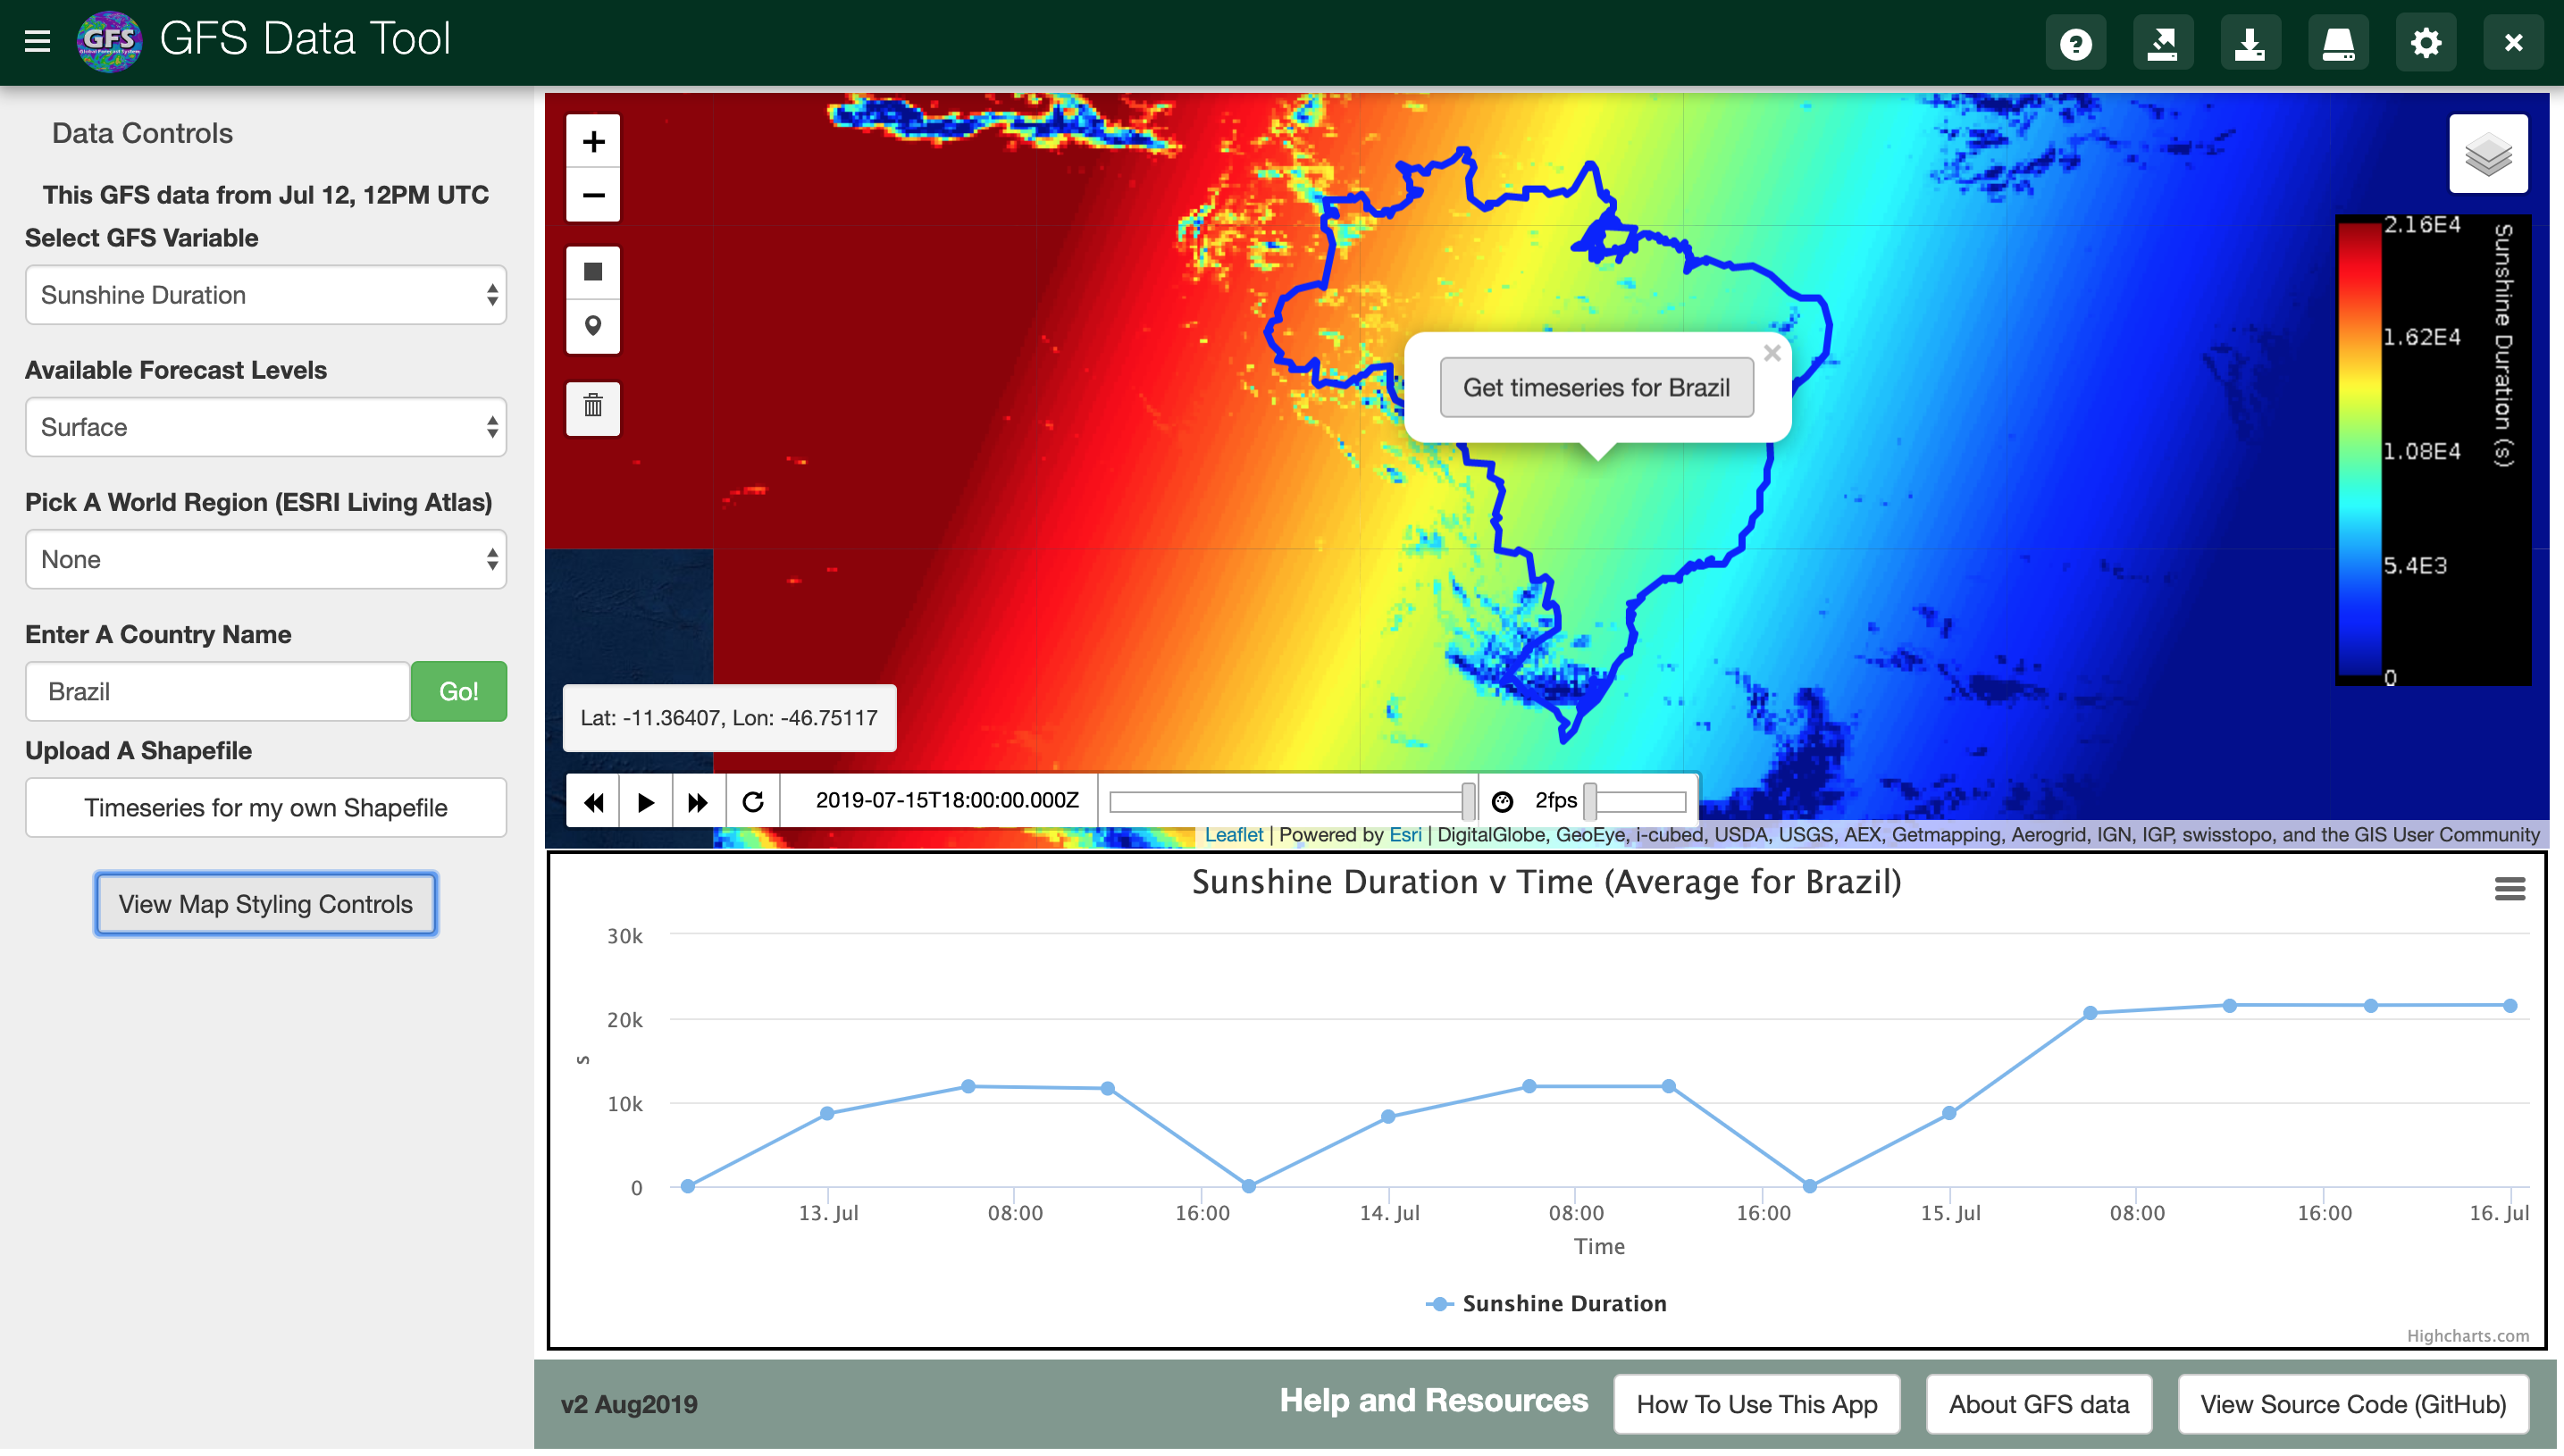 GFS
GFS Data Tool
Data Controls
This GFS data from Jul 12, 12PM UTC
Select GFS Variable
Sunshine Duration
Available Forecast Levels
Surface
Pick A World Region (ESRI Living Atlas)
None
Enter A Country Name
Brazil
Go!
Upload A Shapefile
Timeseries for my own Shapefile
View Map Styling Controls
+
−
Get timeseries for Brazil
×
2.16E4
1.62E4
1.08E4
5.4E3
0
Sunshine Duration (s)
Lat: -11.36407, Lon: -46.75117
2019-07-15T18:00:00.000Z
2fps
Leaflet | Powered by Esri | DigitalGlobe, GeoEye, i-cubed, USDA, USGS, AEX, Getmapping, Aerogrid, IGN, IGP, swisstopo, and the GIS User Community
Sunshine Duration v Time (Average for Brazil)
30k
20k
10k
0
s
13. Jul
08:00
16:00
14. Jul
08:00
16:00
15. Jul
08:00
16:00
16. Jul
Time
Sunshine Duration
Highcharts.com
v2 Aug2019
Help and Resources
How To Use This App
About GFS data
View Source Code (GitHub)